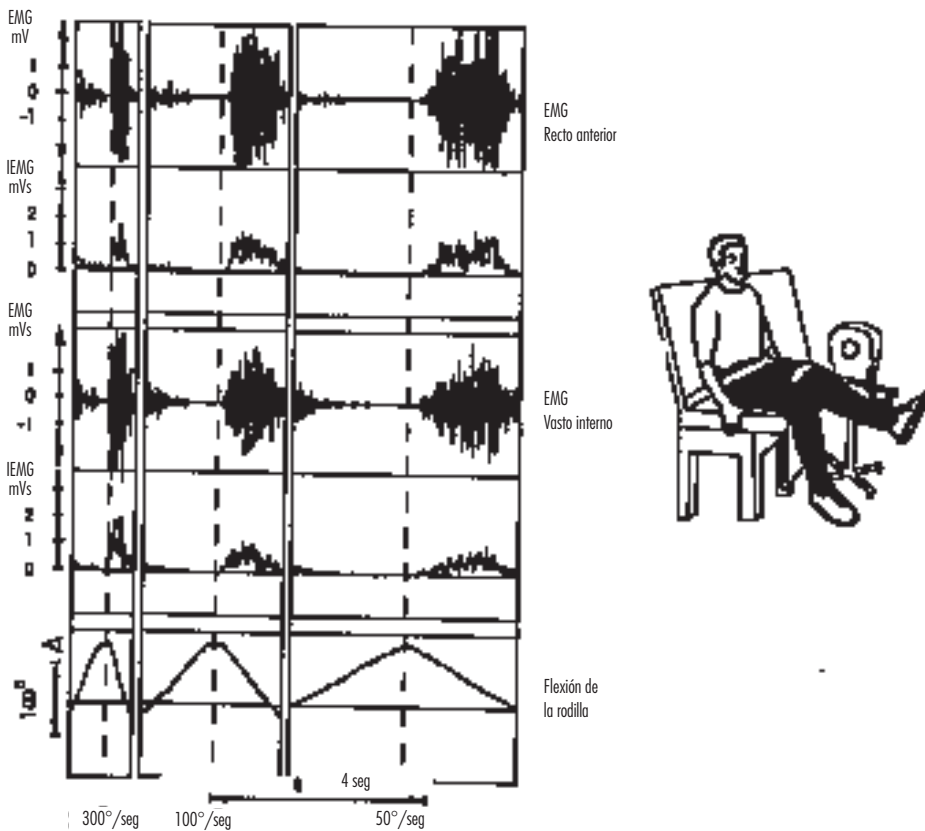 EMG
mV
1
0
-1
EMG
Recto anterior
IEMG
mVs
2
1
0
EMG
mVs
1
0
-1
EMG
Vasto interno
IEMG
mVs
2
1
0
Flexión de
la rodilla
4 seg
300°/seg
100°/seg
50°/seg